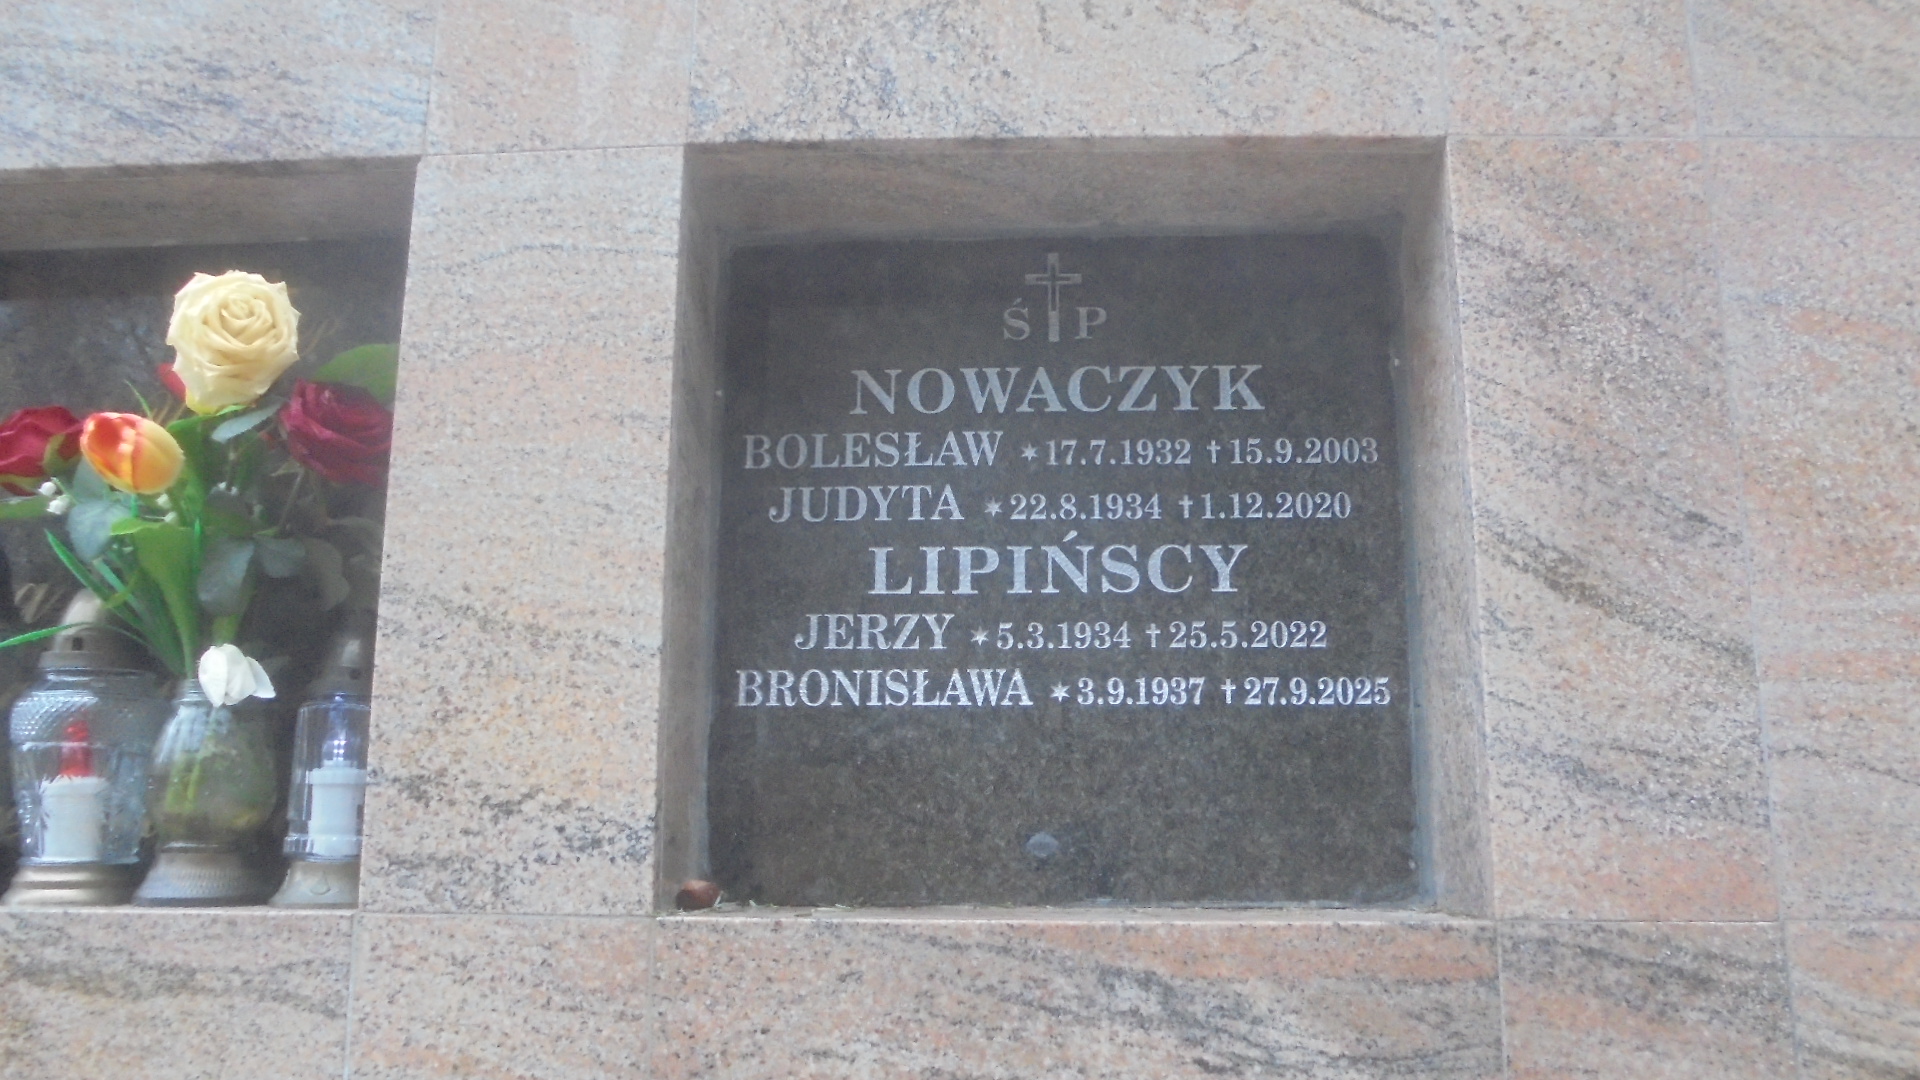 Ś P
NOWACZYK
BOLESŁAW ✶ 17.7.1932 † 15.9.2003
JUDYTA ✶ 22.8.1934 † 1.12.2020
LIPIŃSCY
JERZY ✶ 5.3.1934 † 25.5.2022
BRONISŁAWA ✶ 3.9.1937 † 27.9.2025